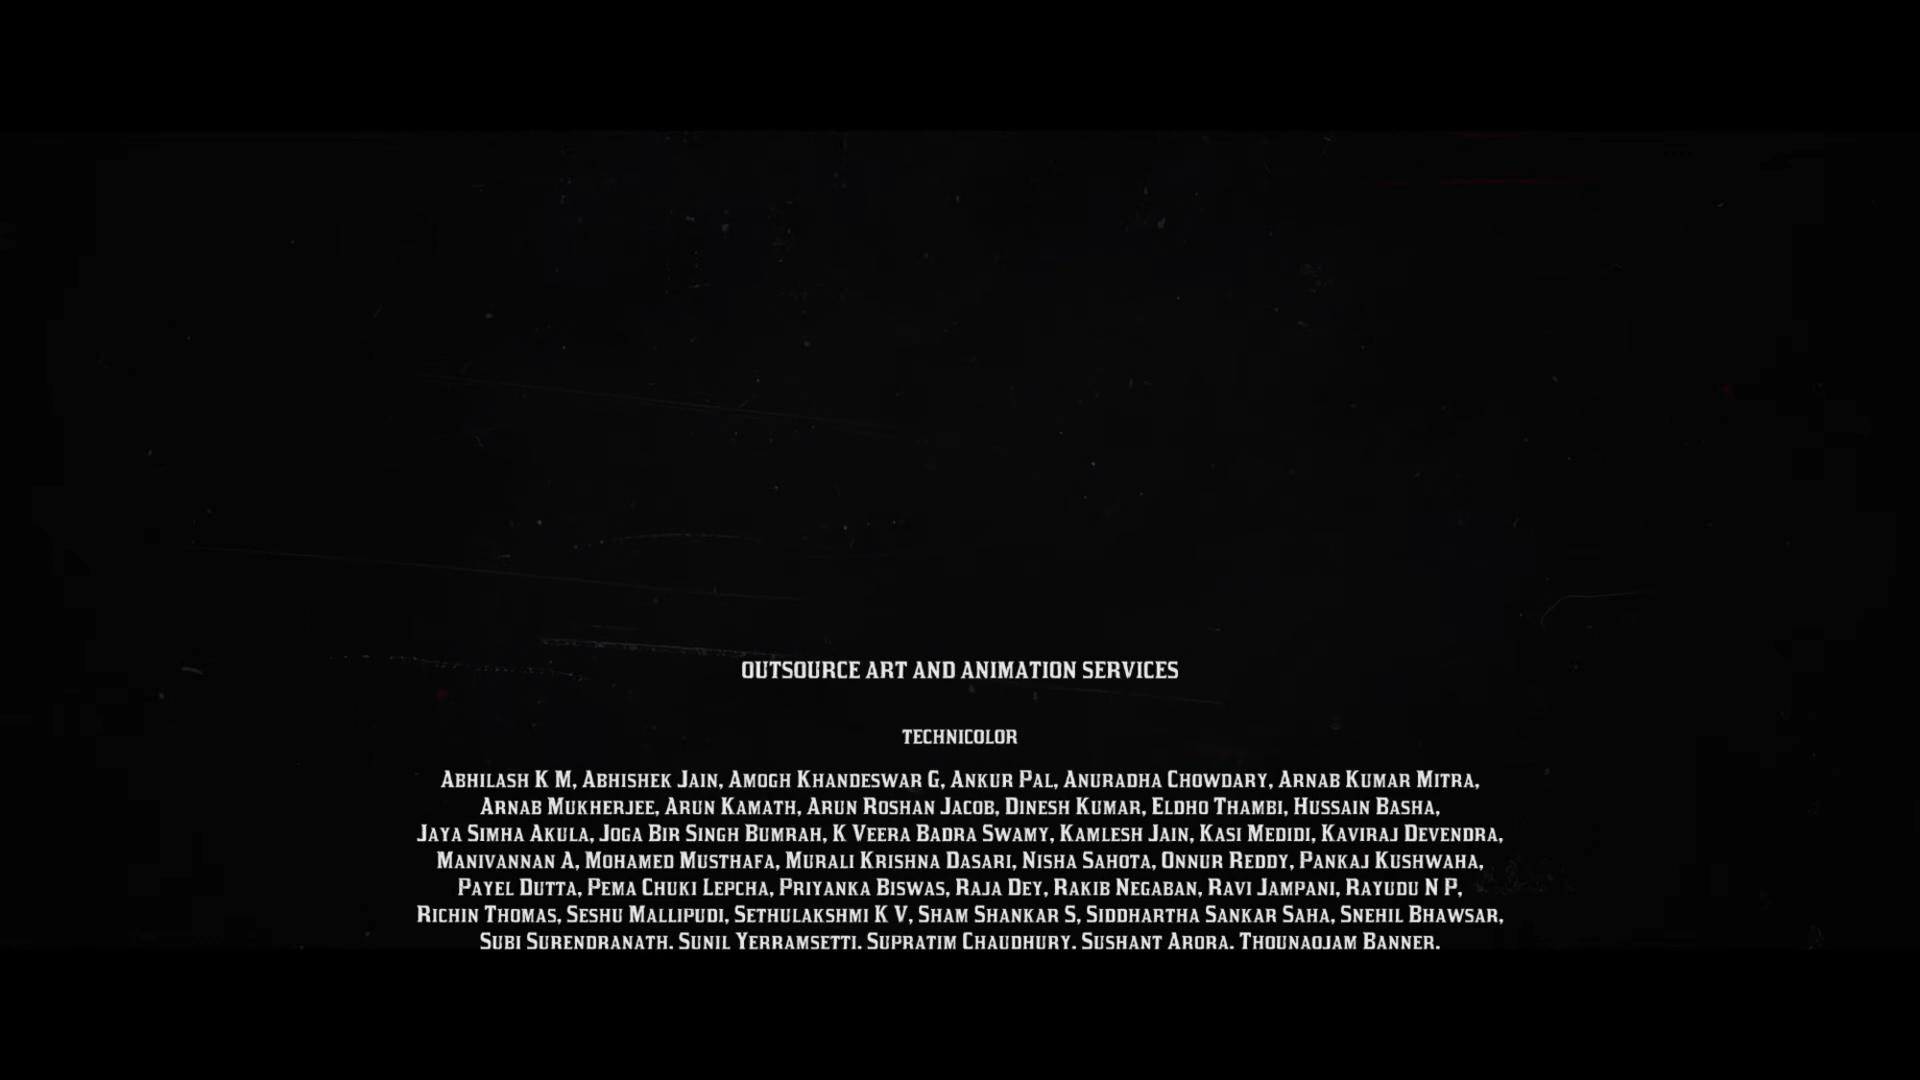 OUTSOURCE ART AND ANIMATION SERVICES
TECHNICOLOR
ABHILASH K M, ABHISHEK JAIN, AMOGH KHANDESWAR G, ANKUR PAL, ANURADHA CHOWDARY, ARNAB KUMAR MITRA,
ARNAB MUKHERJEE, ARUN KAMATH, ARUN ROSHAN JACOB, DINESH KUMAR, ELDHO THAMBI, HUSSAIN BASHA,
JAYA SIMHA AKULA, JOGA BIR SINGH BUMRAH, K VEERA BADRA SWAMY, KAMLESH JAIN, KASI MEDIDI, KAVIRAJ DEVENDRA,
MANIVANNAN A, MOHAMED MUSTHAFA, MURALI KRISHNA DASARI, NISHA SAHOTA, ONNUR REDDY, PANKAJ KUSHWAHA,
PAYEL DUTTA, PEMA CHUKI LEPCHA, PRIYANKA BISWAS, RAJA DEY, RAKIB NEGABAN, RAVI JAMPANI, RAYUDU N P,
RICHIN THOMAS, SESHU MALLIPUDI, SETHULAKSHMI K V, SHAM SHANKAR S, SIDDHARTHA SANKAR SAHA, SNEHIL BHAWSAR,
SUBI SURENDRANATH, SUNIL YERRAMSETTI, SUPRATIM CHAUDHURY, SUSHANT ARORA, THOUNAOJAM BANNER,